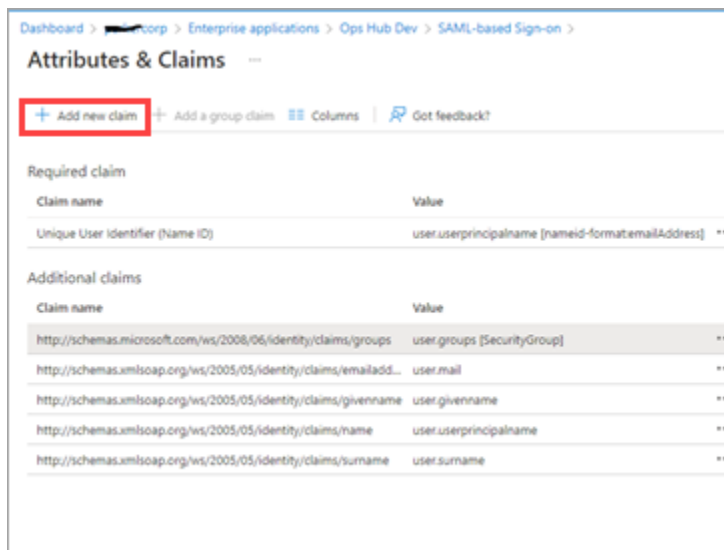 Dashboard > corp > Enterprise applications > Ops Hub Dev > SAML-based Sign-on >
Attributes & Claims ...
+ Add new claim + Add a group claim Columns | Got feedback?
Required claim
Claim name Value
Unique User Identifier (Name ID) user.userprincipalname [nameid-format:emailAddress]
Additional claims
Claim name Value
http://schemas.microsoft.com/ws/2008/06/identity/claims/groups user.groups [SecurityGroup]
http://schemas.xmlsoap.org/ws/2005/05/identity/claims/emailadd... user.mail
http://schemas.xmlsoap.org/ws/2005/05/identity/claims/givenname user.givenname
http://schemas.xmlsoap.org/ws/2005/05/identity/claims/name user.userprincipalname
http://schemas.xmlsoap.org/ws/2005/05/identity/claims/surname user.surname